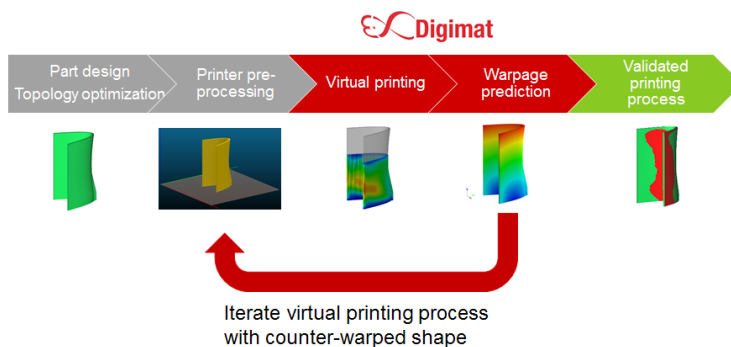 Digimat
Part design
Topology optimization
Printer pre-
processing
Virtual printing
Warpage
prediction
Validated
printing
process
Iterate virtual printing process
with counter-warped shape